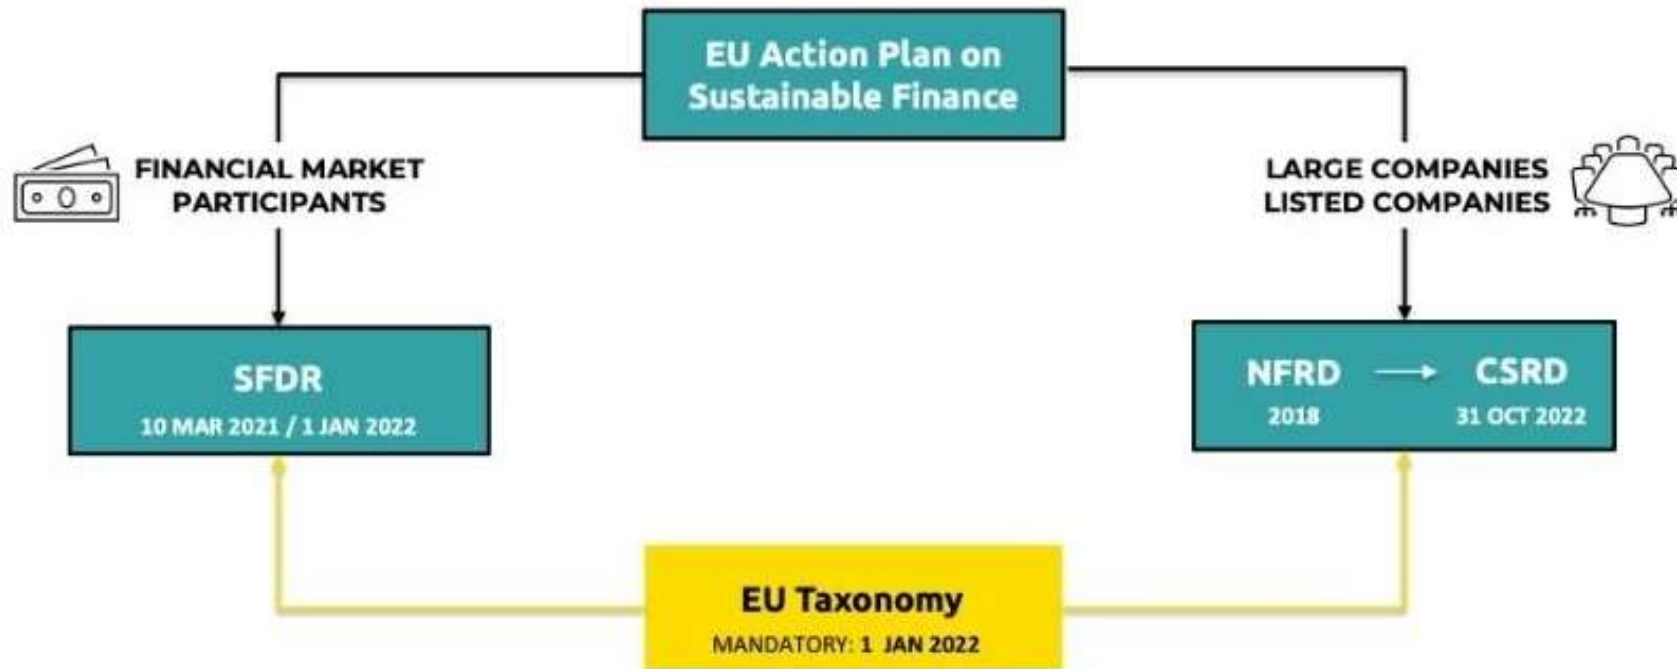 EU Action Plan on
Sustainable Finance
FINANCIAL MARKET
PARTICIPANTS
LARGE COMPANIES
LISTED COMPANIES
SFDR
10 MAR 2021 / 1 JAN 2022
NFRD → CSRD
2018 31 OCT 2022
EU Taxonomy
MANDATORY: 1 JAN 2022